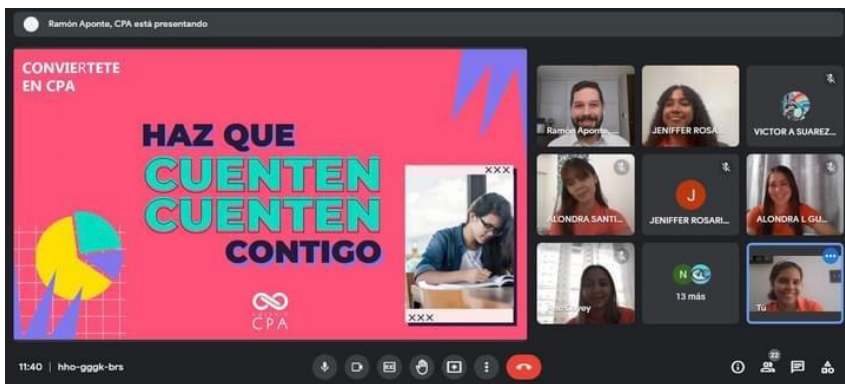 Ramón Aponte, CPA está presentando
CONVIERTETE
EN CPA
HAZ QUE
CUENTEN
CUENTEN
CONTIGO
XXX
XXX
CPA
Ramón Aponte, ...
JENIFFER ROSA...
VICTOR A SUAREZ...
ALONDRA SANTI...
J
JENIFFER ROSARI...
ALONDRA L GU...
N
13 más
Tú
11:40 | hho-gggk-brs
22